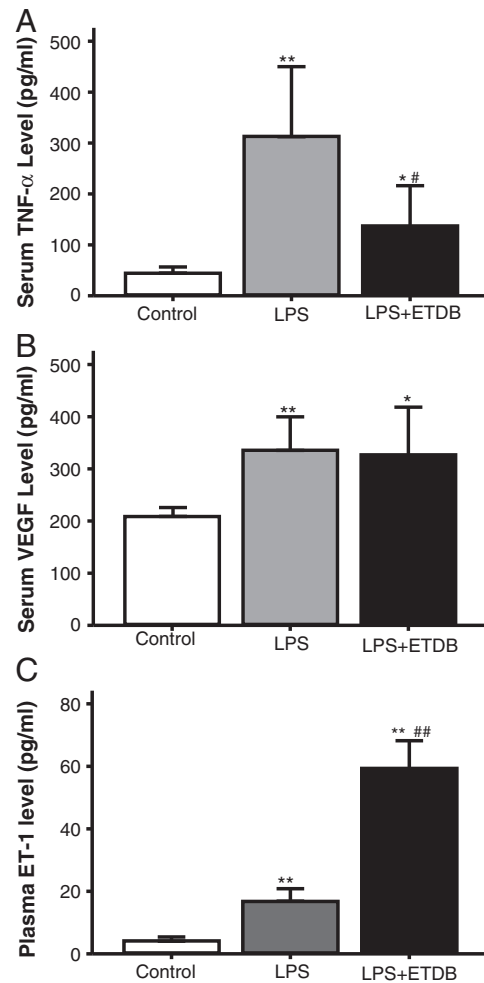 A
Serum TNF-α Level (pg/ml)
500
400
300
200
100
0
**
* #
Control
LPS
LPS+ETDB
B
Serum VEGF Level (pg/ml)
500
400
300
200
100
0
**
*
Control
LPS
LPS+ETDB
C
Plasma ET-1 level (pg/ml)
80
60
40
20
0
**
** ##
Control
LPS
LPS+ETDB